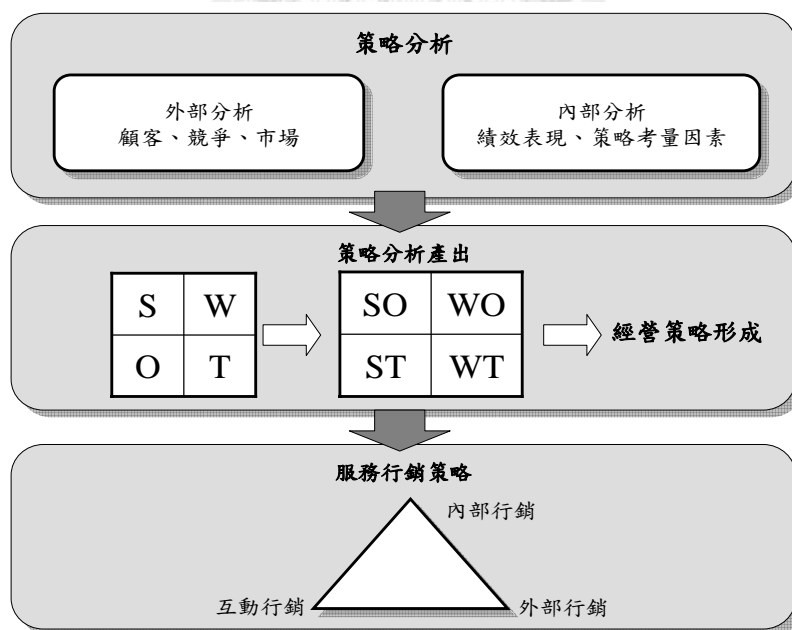 策略分析
外部分析
顧客、競爭、市場
內部分析
績效表現、策略考量因素
策略分析產出
S W
O T
SO WO
ST WT
經營策略形成
服務行銷策略
內部行銷
互動行銷
外部行銷